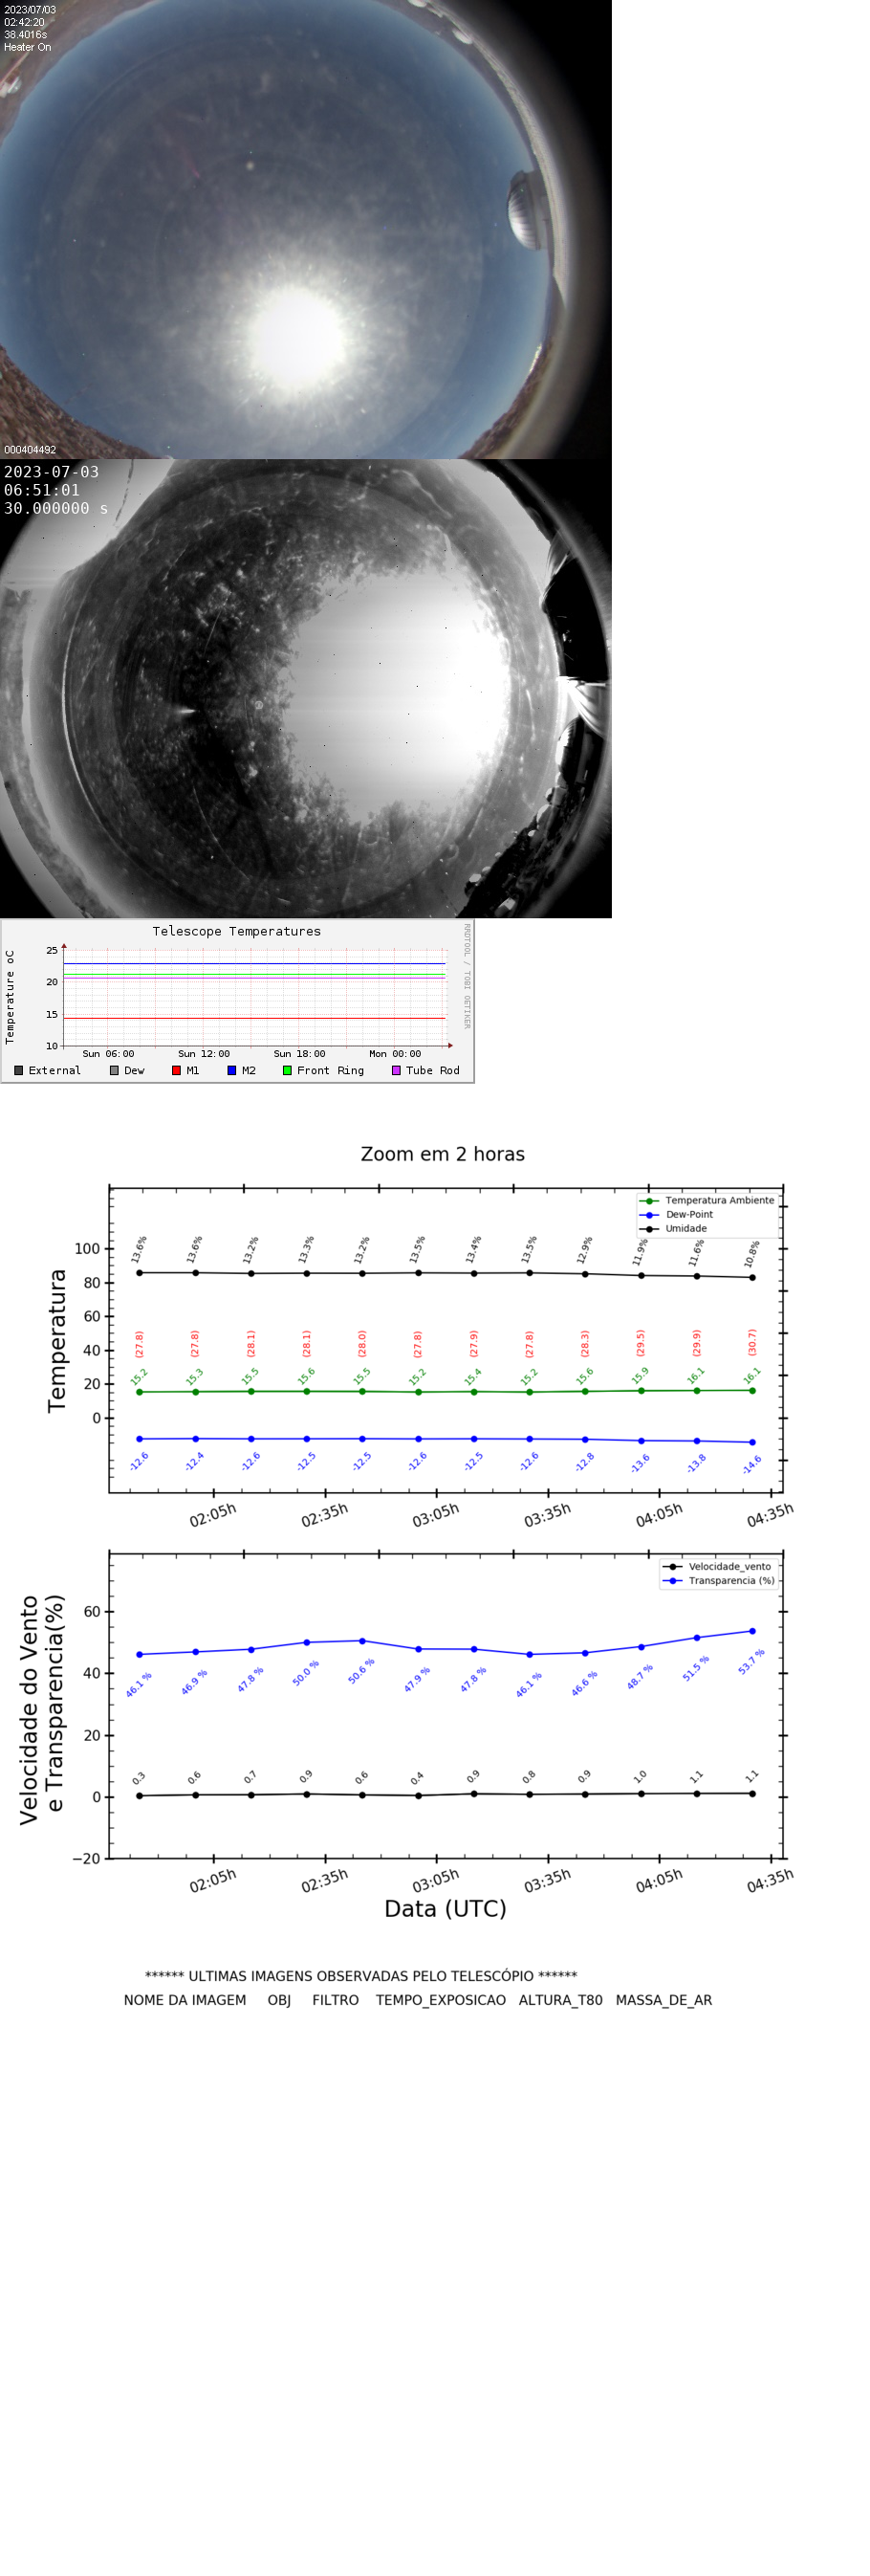 2023/07/03
02:42:20
38.4016s
Heater On
000404492
2023-07-03
06:51:01
30.000000 s
Telescope Temperatures
RRDTOOL / TOBI OETIKER
Temperature oC
25
20
15
10
Sun 06:00 Sun 12:00 Sun 18:00 Mon 00:00
External Dew M1 M2 Front Ring Tube Rod
Zoom em 2 horas
Temperatura Ambiente
Dew-Point
Umidade
Temperatura
100
80
60
40
20
0
13.6% 13.6% 13.2% 13.3% 13.2% 13.5% 13.4% 13.5% 12.9% 11.9% 11.6% 10.8%
(27.8) (27.8) (28.1) (28.1) (28.0) (27.8) (27.9) (27.8) (28.3) (29.5) (29.9) (30.7)
15.2 15.3 15.5 15.6 15.5 15.2 15.4 15.2 15.6 15.9 16.1 16.1
-12.6 -12.4 -12.6 -12.5 -12.5 -12.6 -12.5 -12.6 -12.8 -13.6 -13.8 -14.6
02:05h 02:35h 03:05h 03:35h 04:05h 04:35h
Velocidade_vento
Transparencia (%)
Velocidade do Vento
e Transparencia(%)
60
40
20
0
−20
46.1 % 46.9 % 47.8 % 50.0 % 50.6 % 47.9 % 47.8 % 46.1 % 46.6 % 48.7 % 51.5 % 53.7 %
0.3 0.6 0.7 0.9 0.6 0.4 0.9 0.8 0.9 1.0 1.1 1.1
02:05h 02:35h 03:05h 03:35h 04:05h 04:35h
Data (UTC)
****** ULTIMAS IMAGENS OBSERVADAS PELO TELESCÓPIO ******
NOME DA IMAGEM OBJ FILTRO TEMPO_EXPOSICAO ALTURA_T80 MASSA_DE_AR